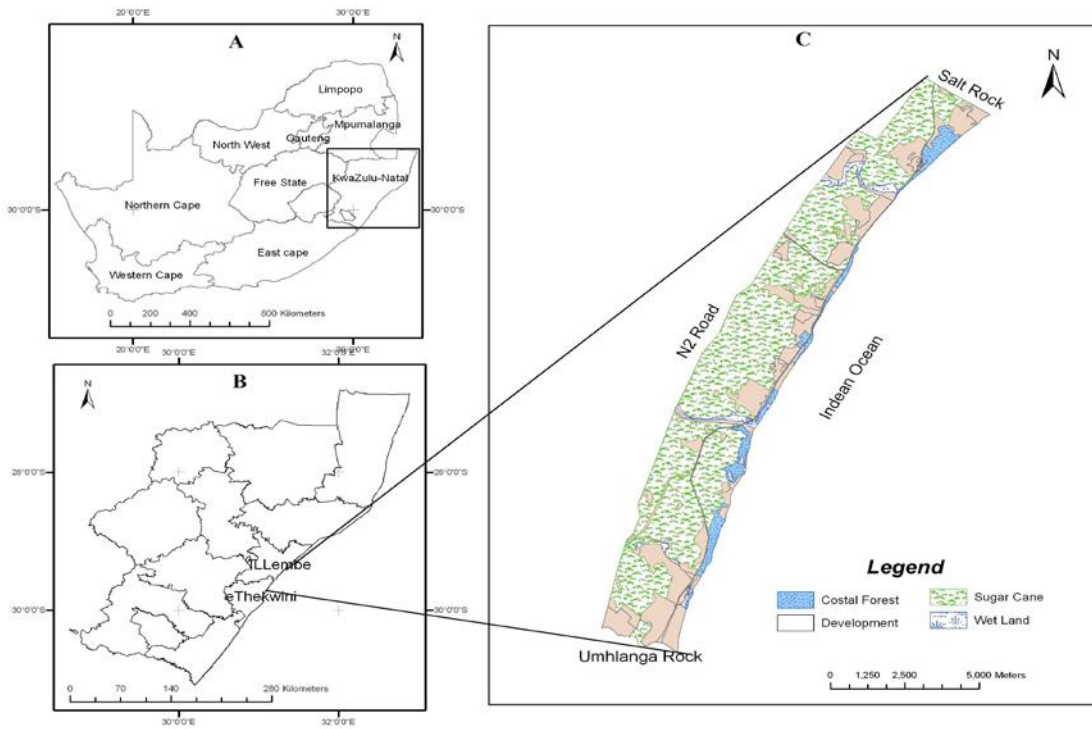 20°0'0"E
30°0'0"E
A
N
Limpopo
Mpumalanga
Gauteng
North West
KwaZulu-Natal
Free State
30°0'0"S
30°0'0"S
Northern Cape
East cape
Western Cape
0 200 400 800 Kilometers
20°0'0"E
30°0'0"E
32°0'0"E
B
N
28°0'0"S
28°0'0"S
ILLembe
eThekwini
30°0'0"S
30°0'0"S
0 70 140 280 Kilometers
30°0'0"E
32°0'0"E
C
N
Salt Rock
N2 Road
Indean Ocean
Umhlanga Rock
Legend
Costal Forest
Sugar Cane
Development
Wet Land
0 1,250 2,500 5,000 Meters